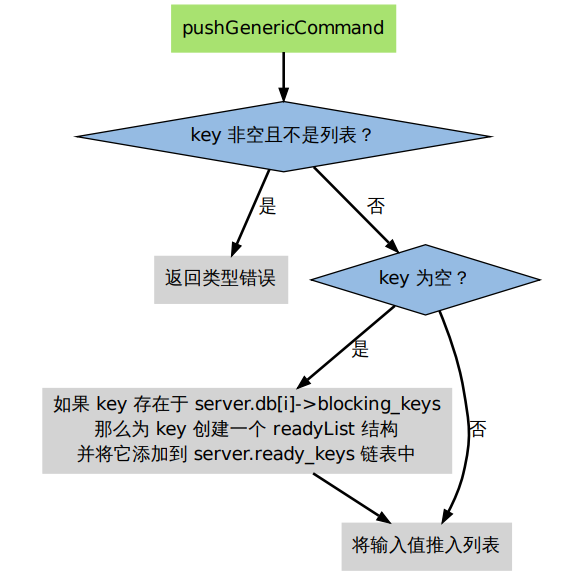 pushGenericCommand
key 非空且不是列表？
是
否
返回类型错误
key 为空？
是
如果 key 存在于 server.db[i]->blocking_keys
那么为 key 创建一个 readyList 结构
并将它添加到 server.ready_keys 链表中
否
将输入值推入列表